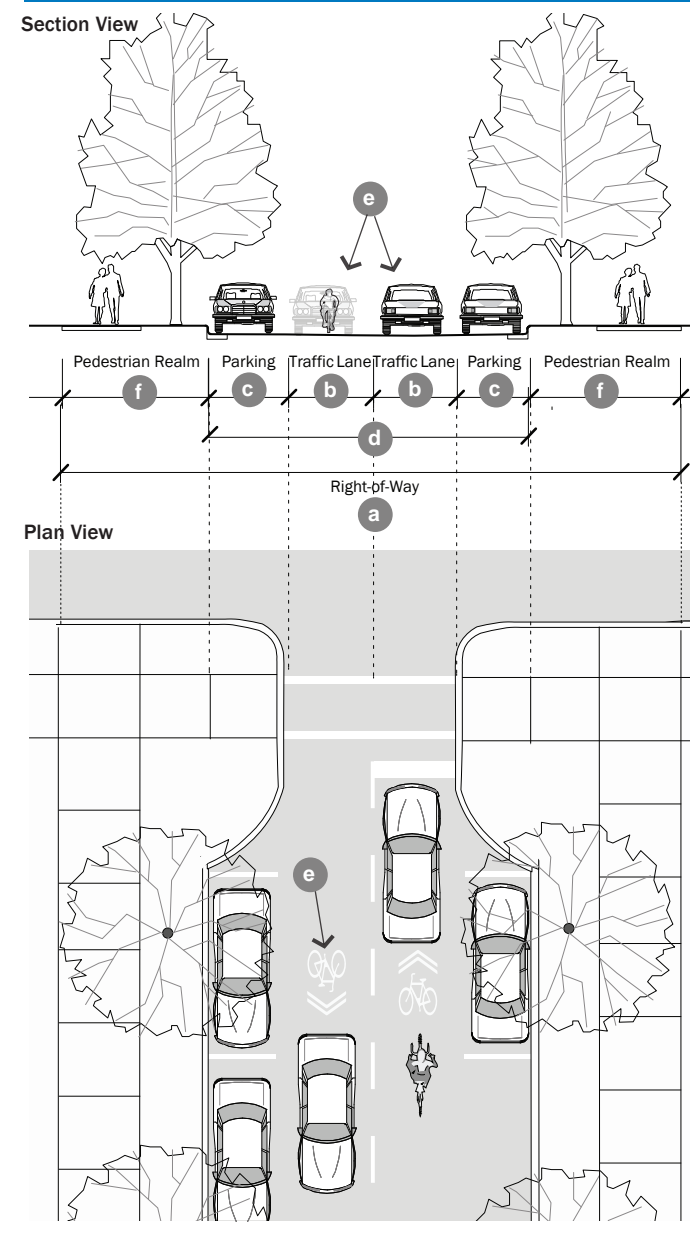 Section View
e
Pedestrian Realm Parking Traffic Lane Traffic Lane Parking Pedestrian Realm
f c b b c f
d
Right-of-Way
a
Plan View
e